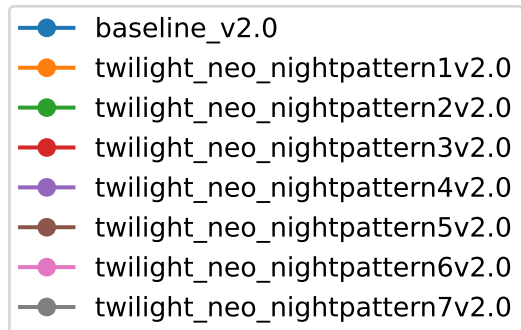 baseline_v2.0
twilight_neo_nightpattern1v2.0
twilight_neo_nightpattern2v2.0
twilight_neo_nightpattern3v2.0
twilight_neo_nightpattern4v2.0
twilight_neo_nightpattern5v2.0
twilight_neo_nightpattern6v2.0
twilight_neo_nightpattern7v2.0